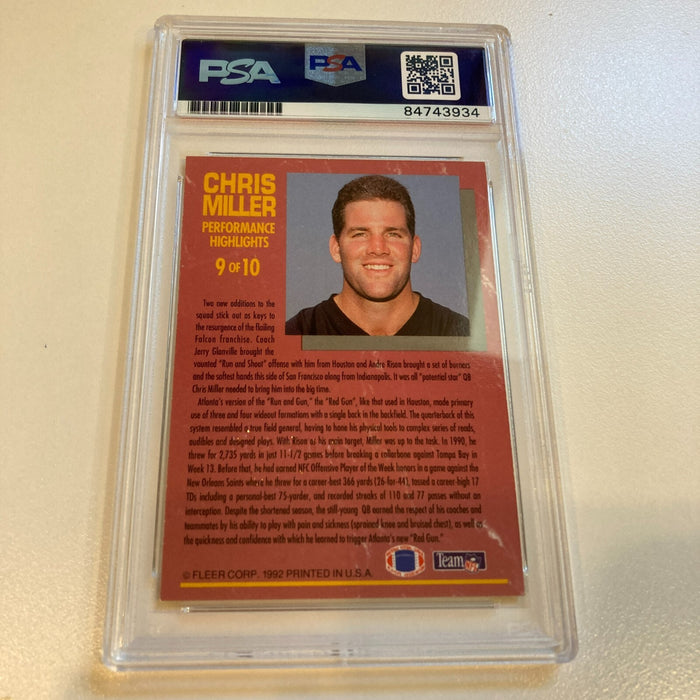 PSA PSA
84743934
CHRIS
MILLER
PERFORMANCE
HIGHLIGHTS
9 OF 10
Two new additions to the
squad stick out as keys to
the resurgence of the flailing
Falcon franchise. Coach
Jerry Glanville brought the
vaunted "Run and Shoot" offense with him from Houston and Andre Rison brought a set of burners
and the softest hands this side of San Francisco along from Indianapolis. It was all "potential star" QB
Chris Miller needed to bring him into the big time.
Atlanta's version of the "Run and Gun," the "Red Gun", like that used in Houston, made primary
use of three and four wideout formations with a single back in the backfield. The quarterback of this
system resembled a true field general, having to hone his physical tools to complex series of reads,
audibles and designed plays. With Rison as his main target, Miller was up to the task. In 1990, he
threw for 2,735 yards in just 11-1/2 games before breaking a collarbone against Tampa Bay in
Week 13. Before that, he had earned NFC Offensive Player of the Week honors in a game against the
New Orleans Saints where he threw for a career-best 366 yards (26-for-44), tossed a career-high 17
TDs including a personal-best 75-yarder, and recorded streaks of 110 and 77 passes without an
interception. Despite the shortened season, the still-young QB earned the respect of his coaches and
teammates by his ability to play with pain and sickness (sprained knee and bruised chest), as well as
the quickness and confidence with which he learned to trigger Atlanta's new "Red Gun."
© FLEER CORP. 1992 PRINTED IN U.S.A.
Team NFL